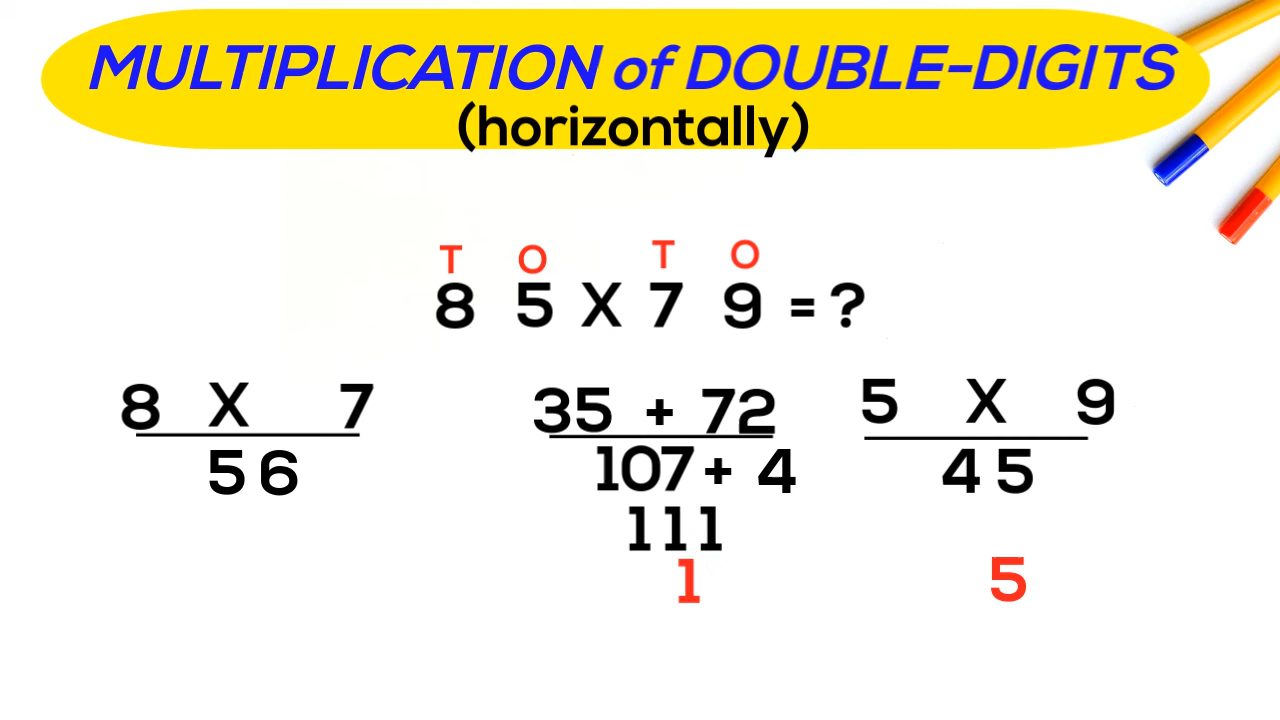 MULTIPLICATION of DOUBLE-DIGITS
(horizontally)
T O T O
8 5 X 7 9 = ?
8 X 7
56
35 + 72
107 + 4
111
1
5 X 9
45
5